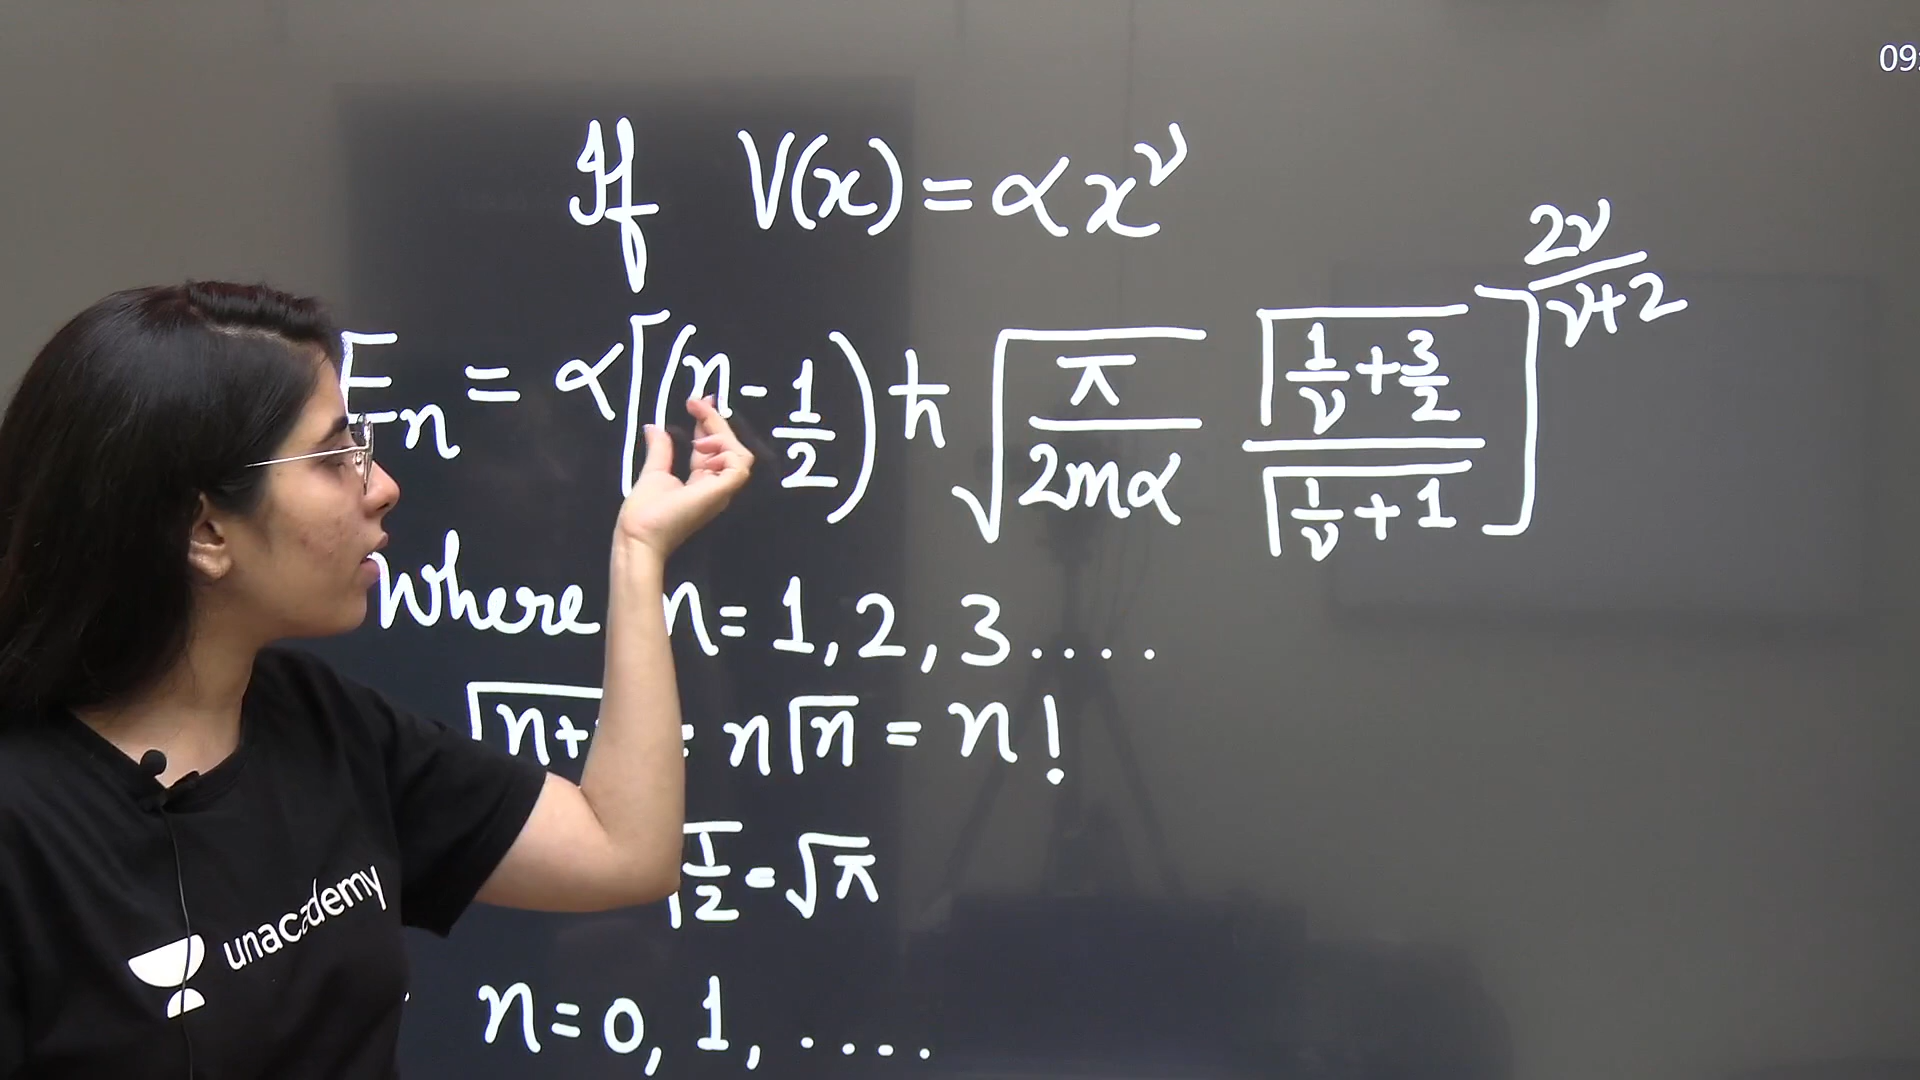 09:
If V(x) = αx^ν
E_n = α[(n - 1/2) ħ √(π/2mα) Γ(1/ν + 3/2)/Γ(1/ν + 1)]^(2ν/(ν+2))
Where n = 1, 2, 3 ....
Γn+ = nΓn = n!
Γ1/2 = √π
n = 0, 1, ....
unacademy